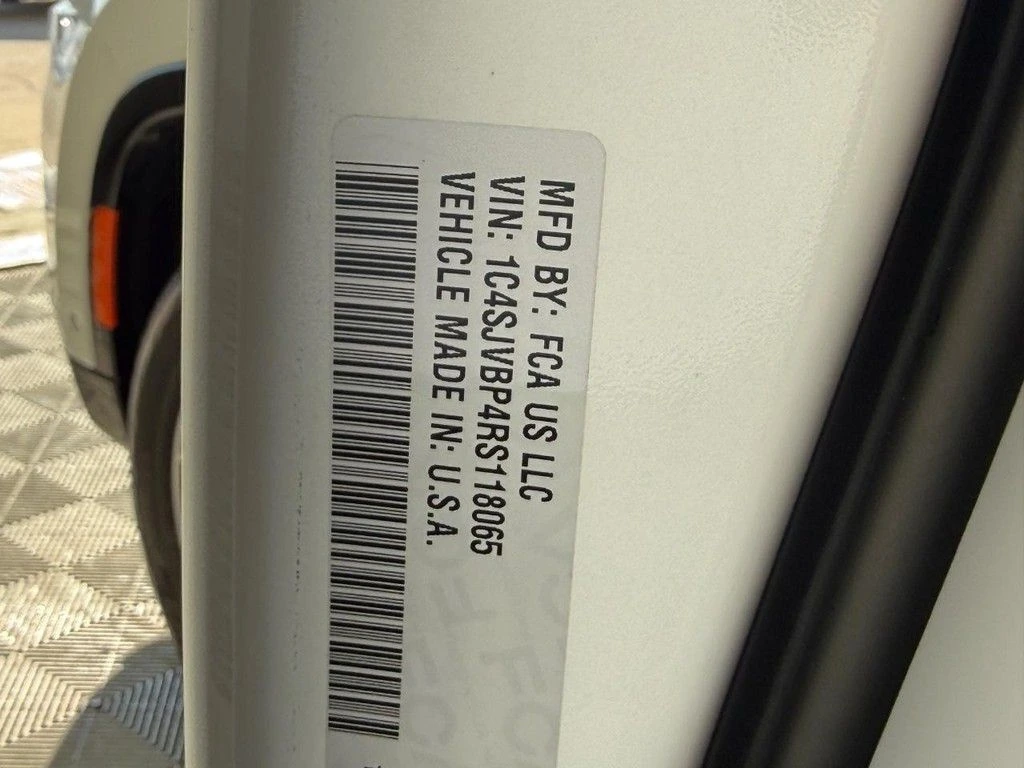 MFD BY: FCA US LLC
VIN: 1C4SJVBP4RS118065
VEHICLE MADE IN: U.S.A.